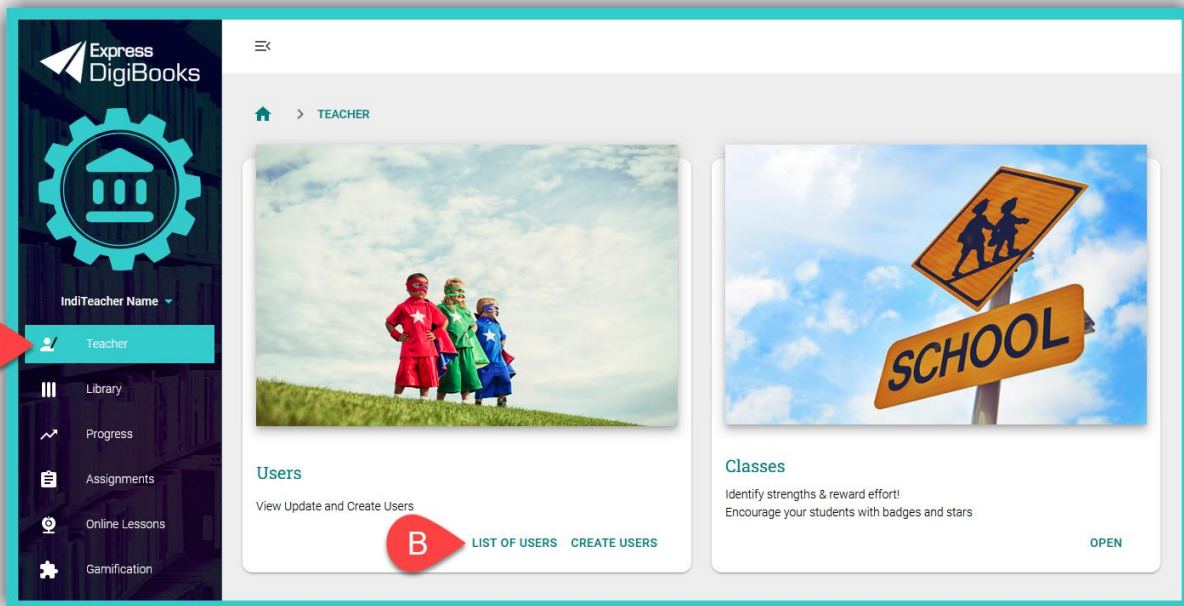 Express
DigiBooks
IndiTeacher Name
Teacher
Library
Progress
Assignments
Online Lessons
Gamification
TEACHER
Users
View Update and Create Users
B
LIST OF USERS CREATE USERS
SCHOOL
Classes
Identify strengths & reward effort!
Encourage your students with badges and stars
OPEN